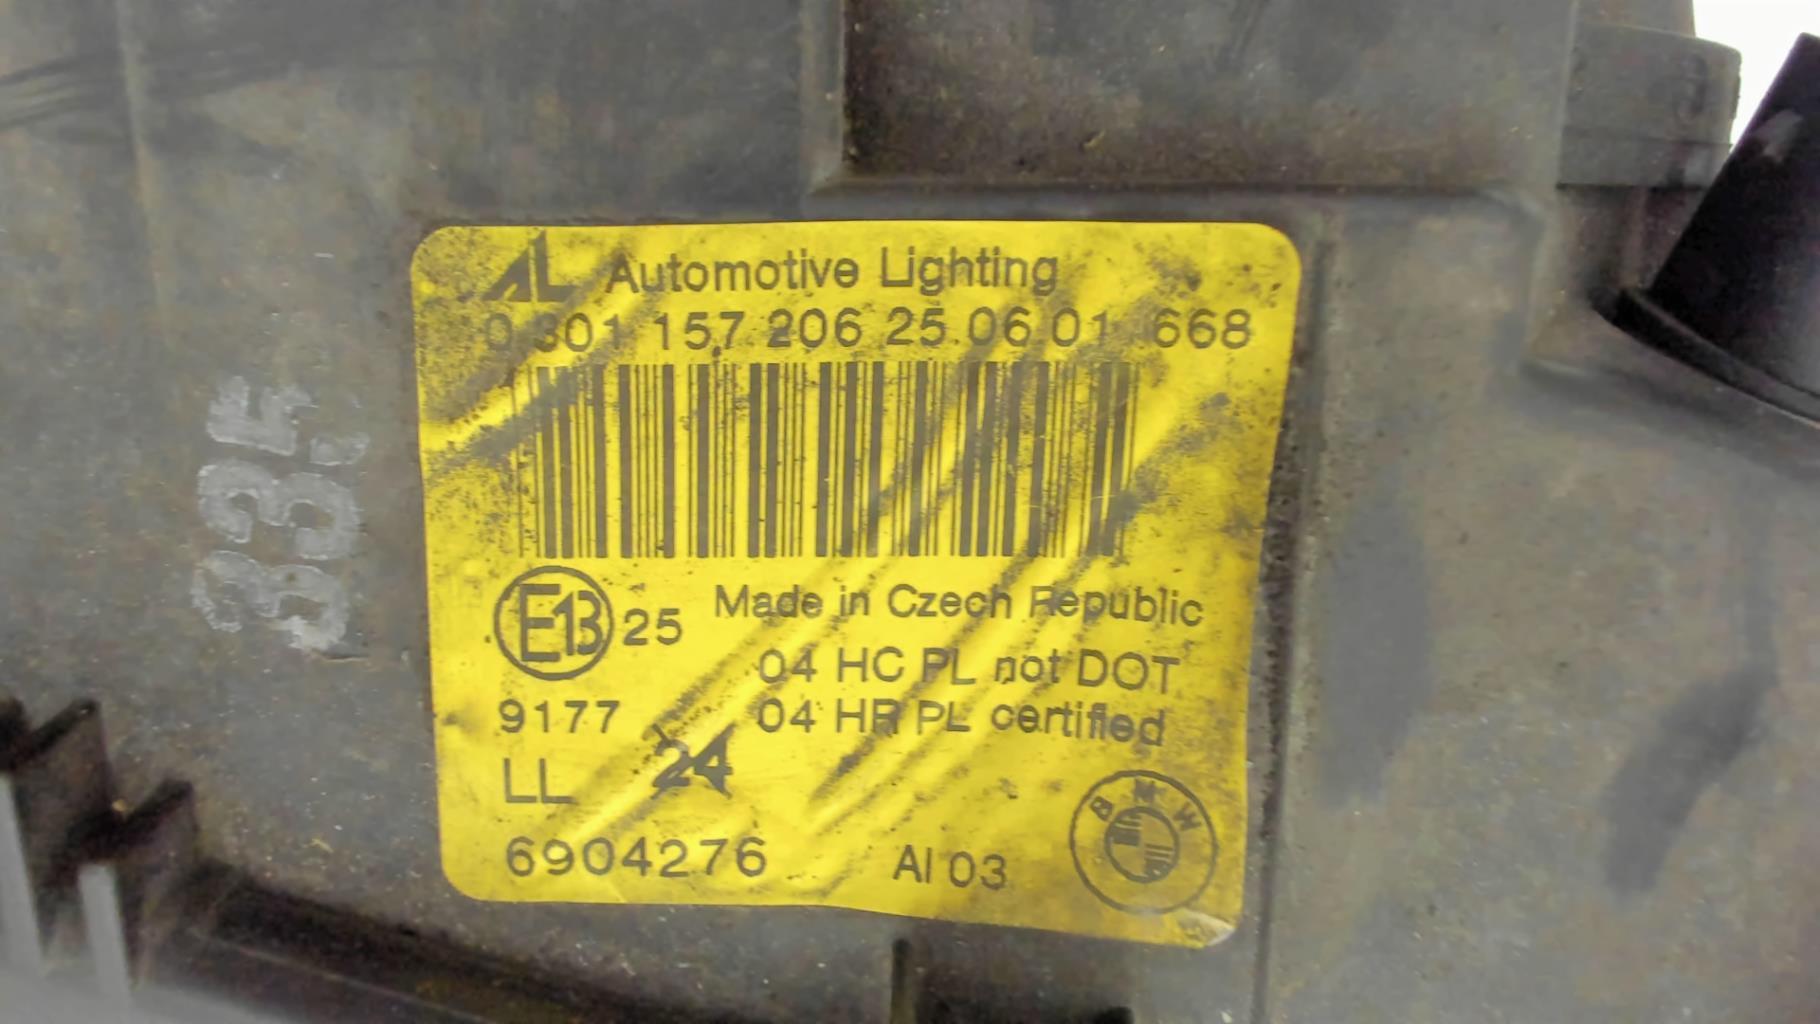 AL Automotive Lighting
0 301 157 206 25.06.01 668
E13 25 Made in Czech Republic
04 HC PL not DOT
9177 04 HR PL certified
LL 24
6904276 AI 03
BMW